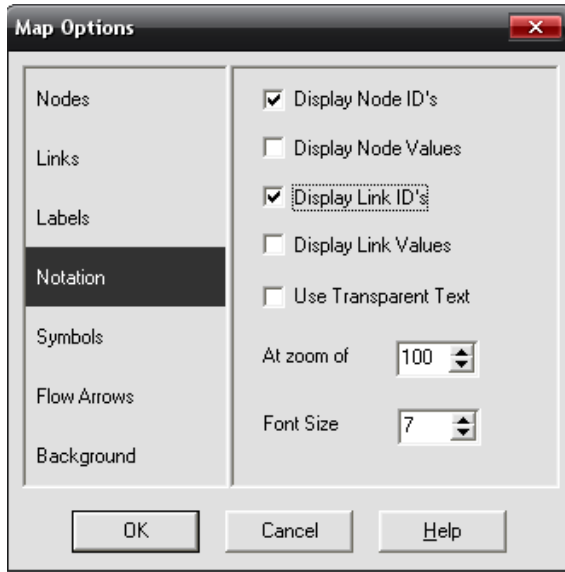 Map Options
Nodes
Links
Labels
Notation
Symbols
Flow Arrows
Background
Display Node ID's
Display Node Values
Display Link ID's
Display Link Values
Use Transparent Text
At zoom of 100
Font Size 7
OK Cancel Help